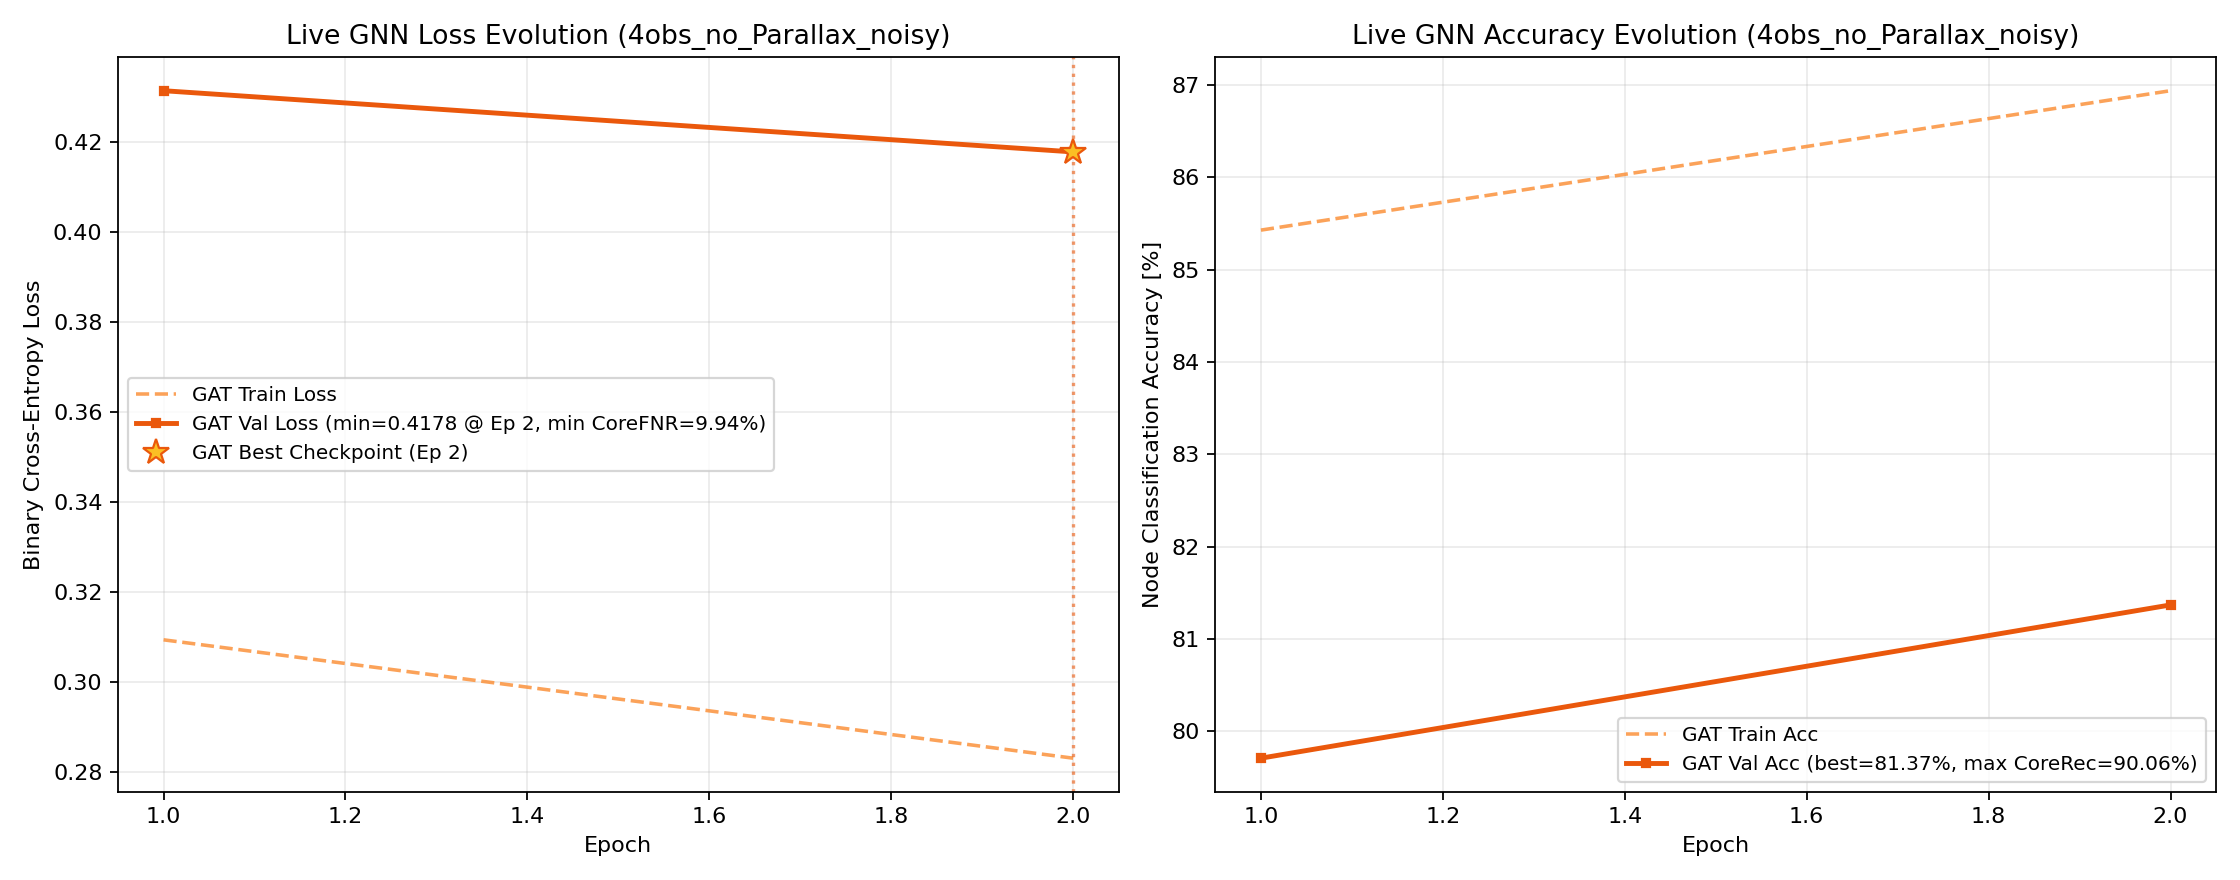 Live GNN Loss Evolution (4obs_no_Parallax_noisy)
Binary Cross-Entropy Loss
0.42
0.40
0.38
0.36
0.34
0.32
0.30
0.28
GAT Train Loss
GAT Val Loss (min=0.4178 @ Ep 2, min CoreFNR=9.94%)
GAT Best Checkpoint (Ep 2)
1.0 1.2 1.4 1.6 1.8 2.0
Epoch
Live GNN Accuracy Evolution (4obs_no_Parallax_noisy)
Node Classification Accuracy [%]
87
86
85
84
83
82
81
80
GAT Train Acc
GAT Val Acc (best=81.37%, max CoreRec=90.06%)
1.0 1.2 1.4 1.6 1.8 2.0
Epoch